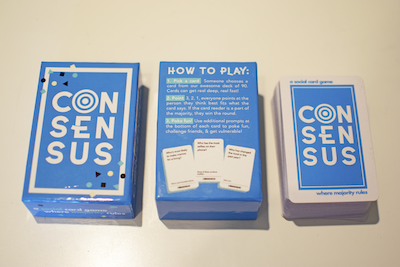 CON
SEN
SUS
social card game
where
HOW TO PLAY:
1. Pick a card! Someone chooses a
card from our awesome deck of 90.
Cards can get real deep, real fast!
2. Point! 3, 2, 1, everyone points at the
person they think best fits what the
card says. If the card reader is a part
of the majority, they win the round.
3. Poke fun! Use additional prompts at
the bottom of each card to poke fun,
challenge friends, & get vulnerable!
a social card game
CON
SEN
SUS
where majority rules